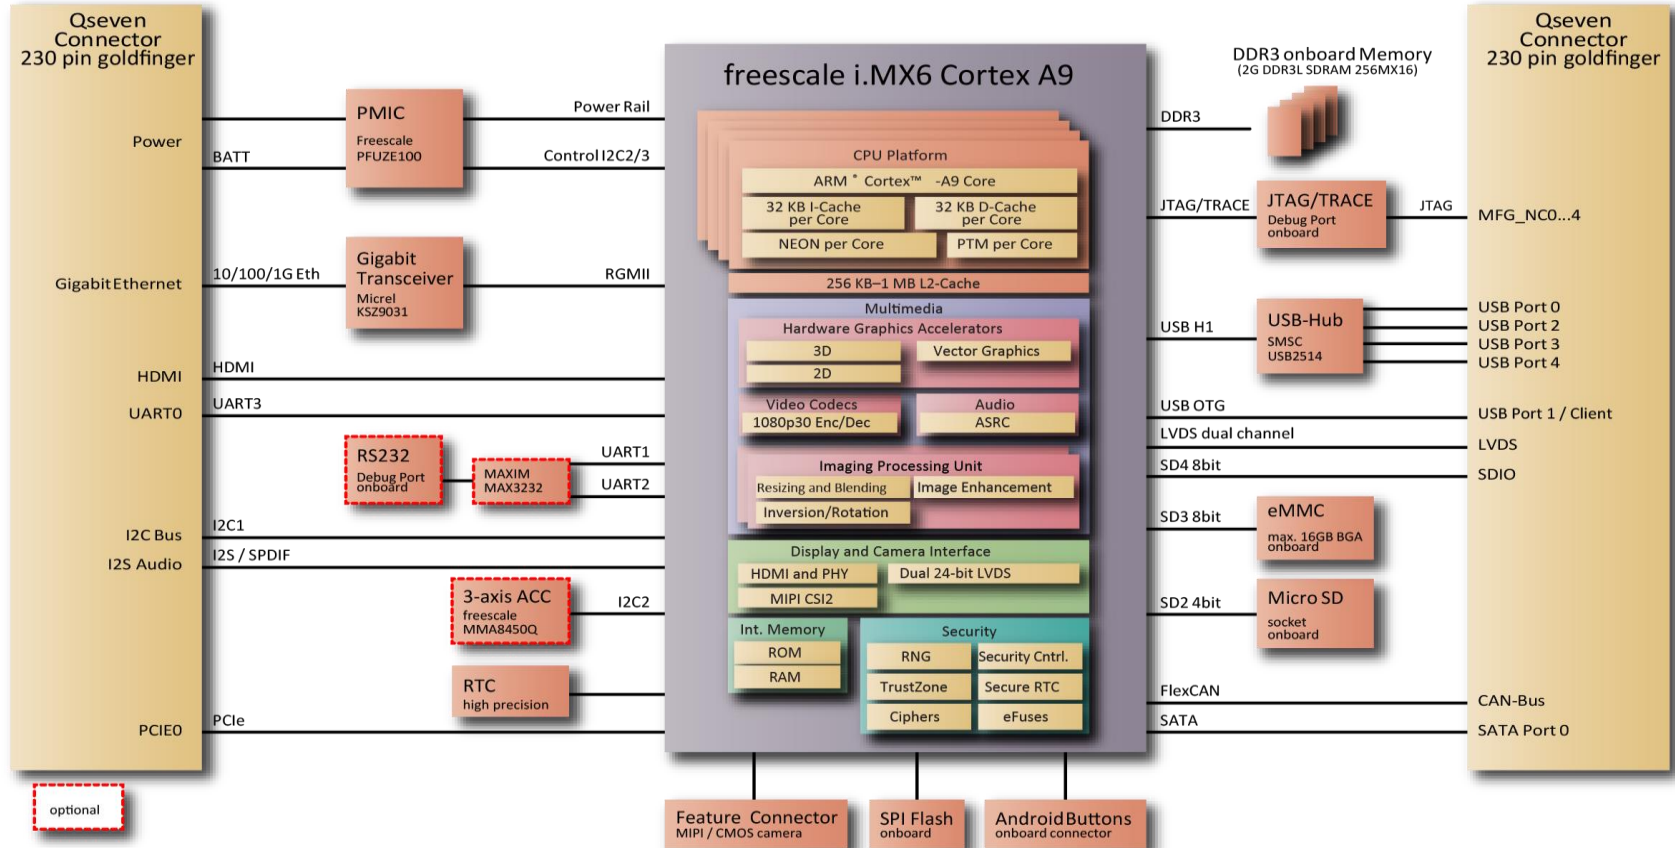 Qseven
Connector
230 pin goldfinger
Power
BATT
Gigabit Ethernet
10/100/1G Eth
HDMI
HDMI
UART0
UART3
I2C Bus
I2C1
I2S Audio
I2S / SPDIF
PCIE0
PCIe
optional
PMIC
Freescale
PFUZE100
Power Rail
Control I2C2/3
Gigabit
Transceiver
Micrel
KSZ9031
RGMII
RS232
Debug Port
onboard
MAXIM
MAX3232
UART1
UART2
3-axis ACC
freescale
MMA8450Q
I2C2
RTC
high precision
freescale i.MX6 Cortex A9
CPU Platform
ARM ° Cortex™ -A9 Core
32 KB I-Cache
per Core
32 KB D-Cache
per Core
NEON per Core
PTM per Core
256 KB–1 MB L2-Cache
Multimedia
Hardware Graphics Accelerators
3D
Vector Graphics
2D
Video Codecs
1080p30 Enc/Dec
Audio
ASRC
Imaging Processing Unit
Resizing and Blending
Image Enhancement
Inversion/Rotation
Display and Camera Interface
HDMI and PHY
Dual 24-bit LVDS
MIPI CSI2
Int. Memory
ROM
RAM
Security
RNG
Security Cntrl.
TrustZone
Secure RTC
Ciphers
eFuses
Feature Connector
MIPI / CMOS camera
SPI Flash
onboard
Android Buttons
onboard connector
DDR3
DDR3 onboard Memory
(2G DDR3L SDRAM 256MX16)
JTAG/TRACE
JTAG/TRACE
Debug Port
onboard
JTAG
USB H1
USB-Hub
SMSC
USB2514
USB OTG
LVDS dual channel
SD4 8bit
SD3 8bit
eMMC
max. 16GB BGA
onboard
SD2 4bit
Micro SD
socket
onboard
FlexCAN
SATA
Qseven
Connector
230 pin goldfinger
MFG_NC0...4
USB Port 0
USB Port 2
USB Port 3
USB Port 4
USB Port 1 / Client
LVDS
SDIO
CAN-Bus
SATA Port 0